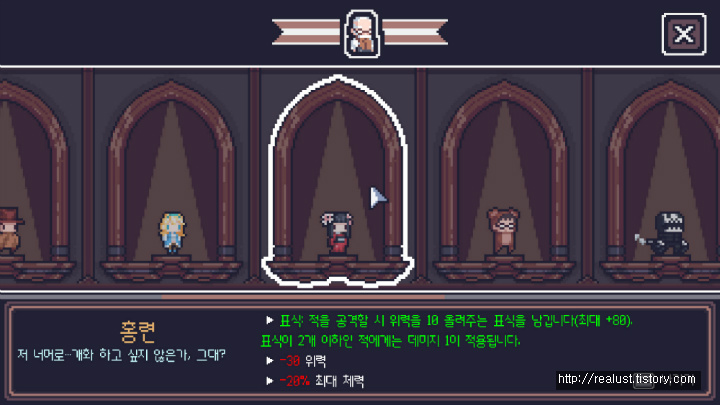 홍련
저 너머로…개화 하고 싶지 않은가, 그대?
▶ 표식: 적을 공격할 시 위력을 10 올려주는 표식을 남깁니다(최대 +80).
표식이 2개 이하인 적에게는 데미지 1이 적용됩니다.
▶ -30 위력
▶ -20% 최대 체력
http://realust.tistory.com